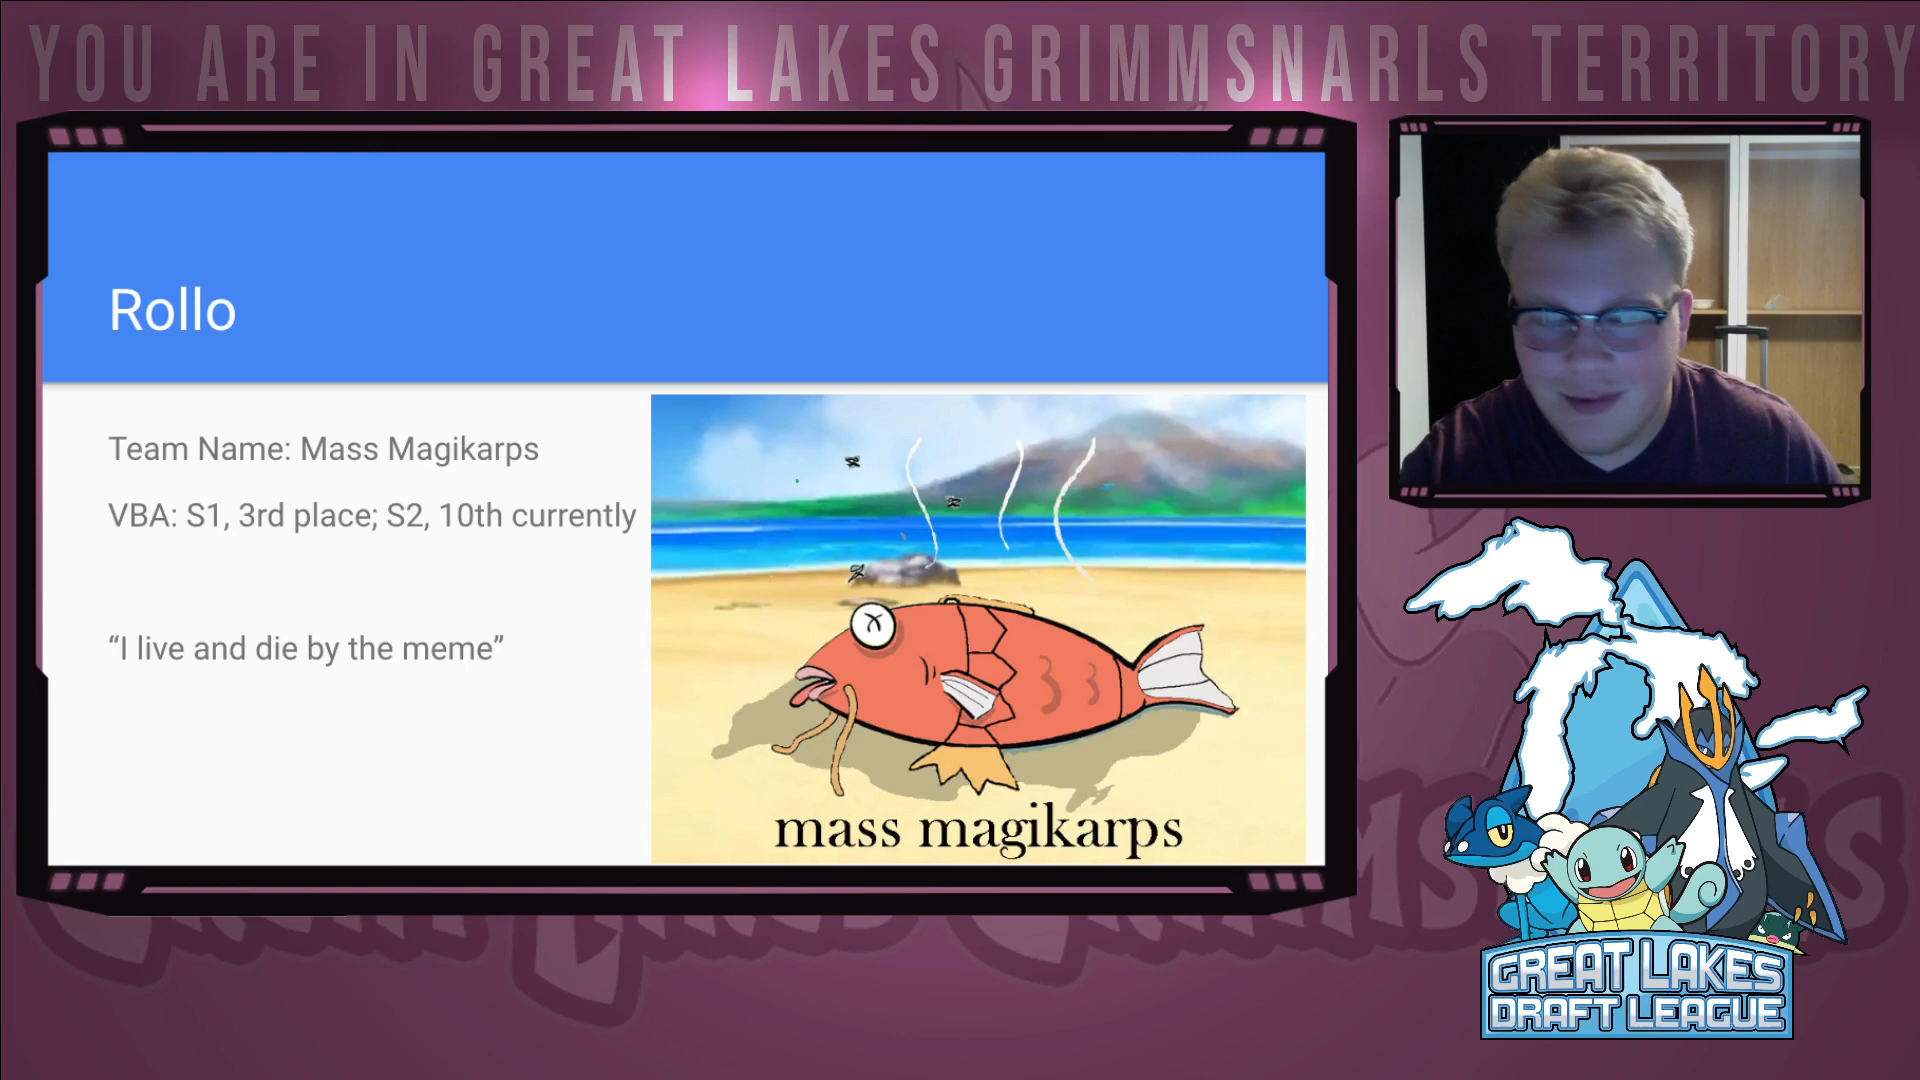 YOU ARE IN GREAT LAKES GRIMMSNARLS TERRITORY
Rollo
Team Name: Mass Magikarps
VBA: S1, 3rd place; S2, 10th currently
“I live and die by the meme”
mass magikarps
GREAT LAKES
DRAFT LEAGUE